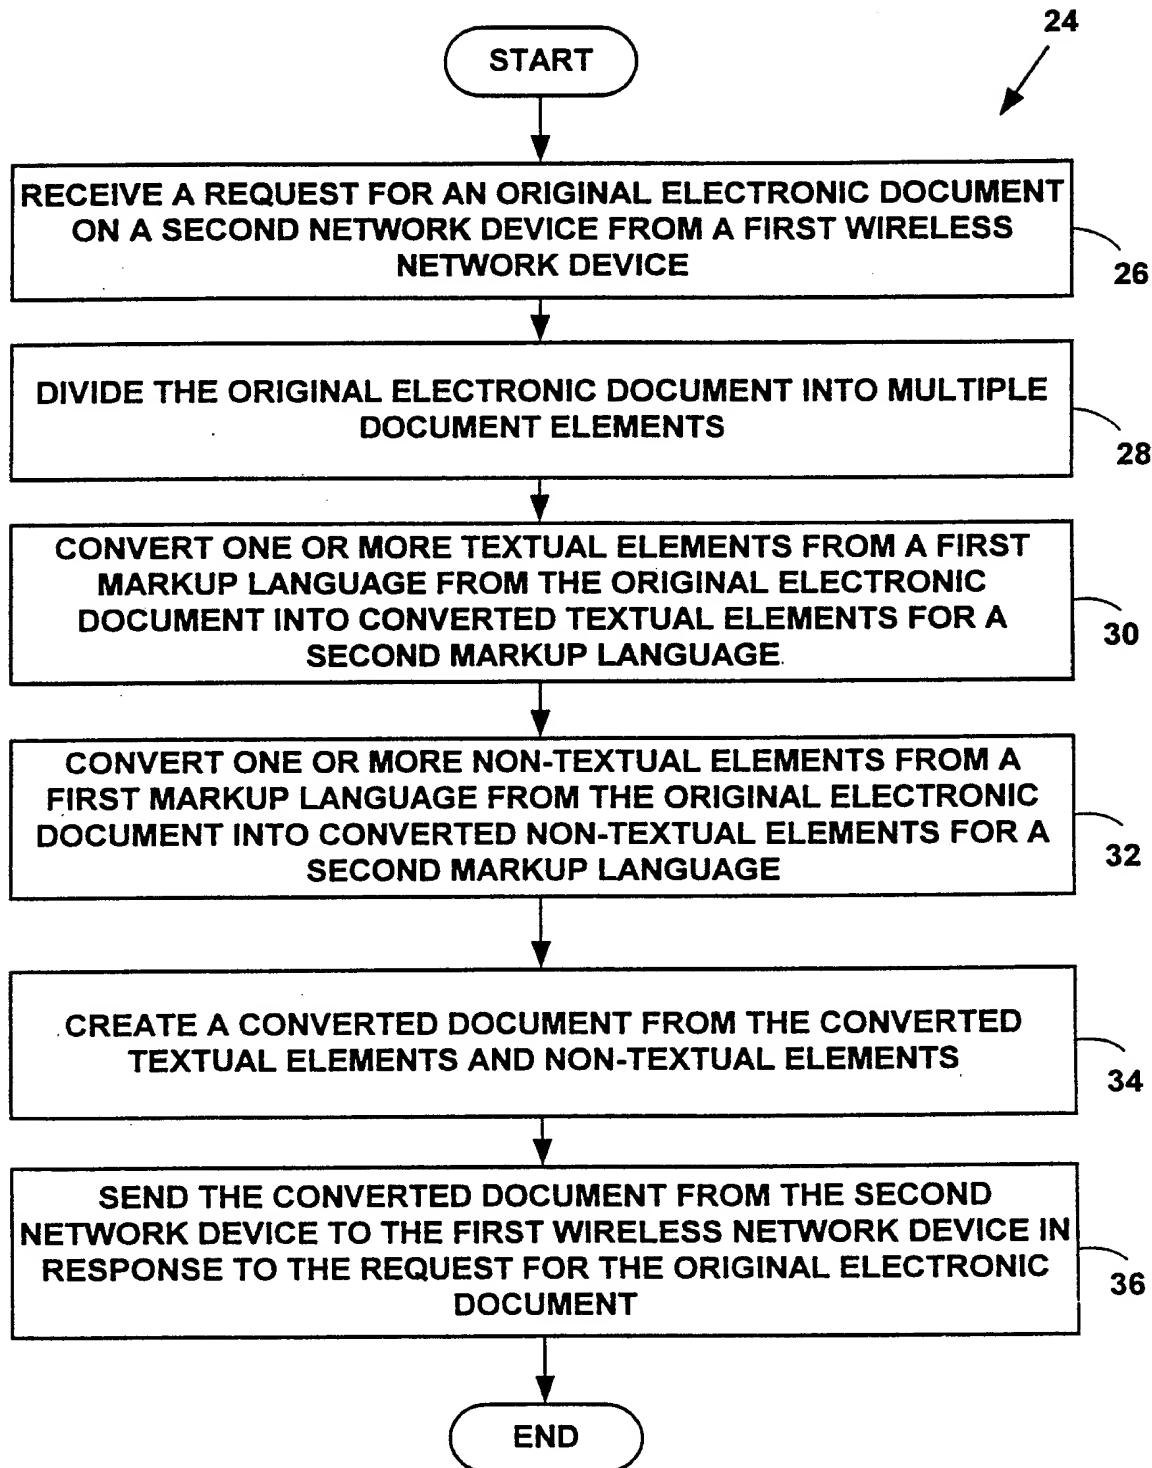 24
START
RECEIVE A REQUEST FOR AN ORIGINAL ELECTRONIC DOCUMENT
ON A SECOND NETWORK DEVICE FROM A FIRST WIRELESS
NETWORK DEVICE
26
DIVIDE THE ORIGINAL ELECTRONIC DOCUMENT INTO MULTIPLE
DOCUMENT ELEMENTS
28
CONVERT ONE OR MORE TEXTUAL ELEMENTS FROM A FIRST
MARKUP LANGUAGE FROM THE ORIGINAL ELECTRONIC
DOCUMENT INTO CONVERTED TEXTUAL ELEMENTS FOR A
SECOND MARKUP LANGUAGE
30
CONVERT ONE OR MORE NON-TEXTUAL ELEMENTS FROM A
FIRST MARKUP LANGUAGE FROM THE ORIGINAL ELECTRONIC
DOCUMENT INTO CONVERTED NON-TEXTUAL ELEMENTS FOR A
SECOND MARKUP LANGUAGE
32
CREATE A CONVERTED DOCUMENT FROM THE CONVERTED
TEXTUAL ELEMENTS AND NON-TEXTUAL ELEMENTS
34
SEND THE CONVERTED DOCUMENT FROM THE SECOND
NETWORK DEVICE TO THE FIRST WIRELESS NETWORK DEVICE IN
RESPONSE TO THE REQUEST FOR THE ORIGINAL ELECTRONIC
DOCUMENT
36
END